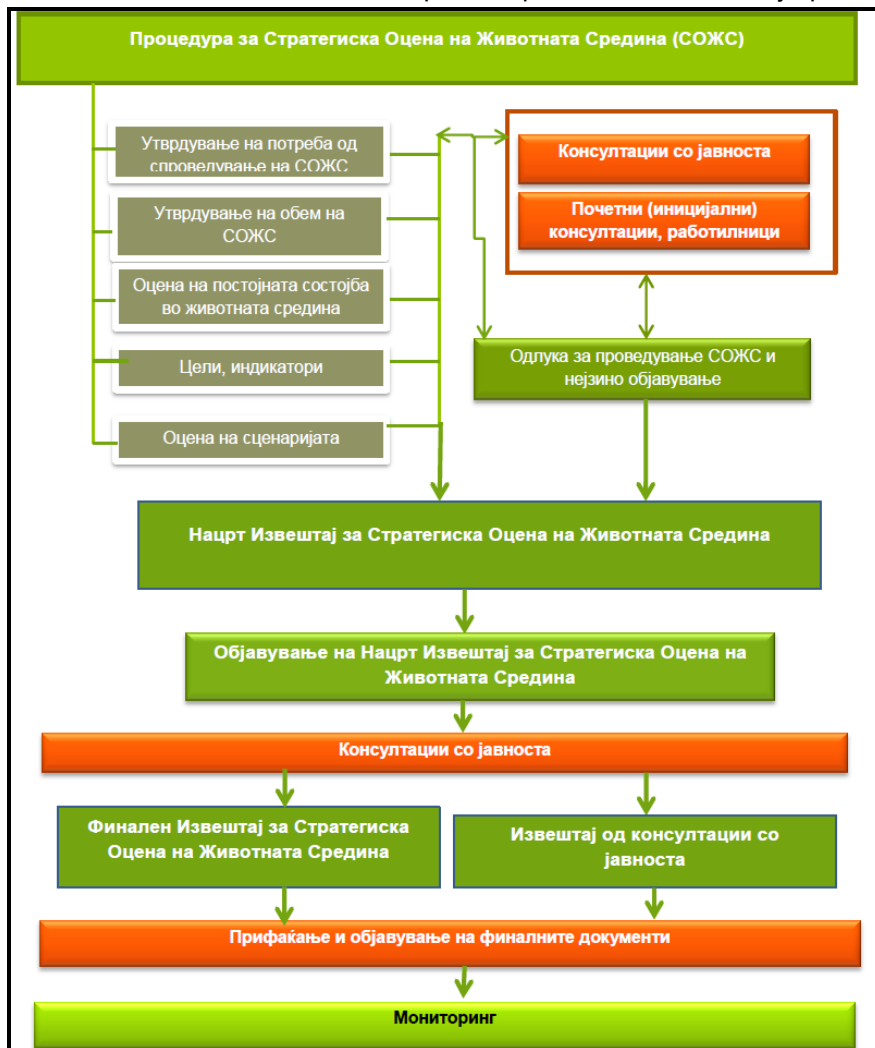 Процедура за Стратегиска Оцена на Животната Средина (СОЖС)
Утврдување на потреба од
спроведување на СОЖС
Утврдување на обем на
СОЖС
Оцена на постојната состојба
во животната средина
Цели, индикатори
Оцена на сценаријата
Консултации со јавноста
Почетни (иницијални)
консултации, работилници
Одлука за проведување СОЖС и
нејзино објавување
Нацрт Извештај за Стратегиска Оцена на Животната Средина
Објавување на Нацрт Извештај за Стратегиска Оцена на
Животната Средина
Консултации со јавноста
Финален Извештај за Стратегиска
Оцена на Животната Средина
Извештај од консултации со
јавноста
Прифаќање и објавување на финалните документи
Мониторинг